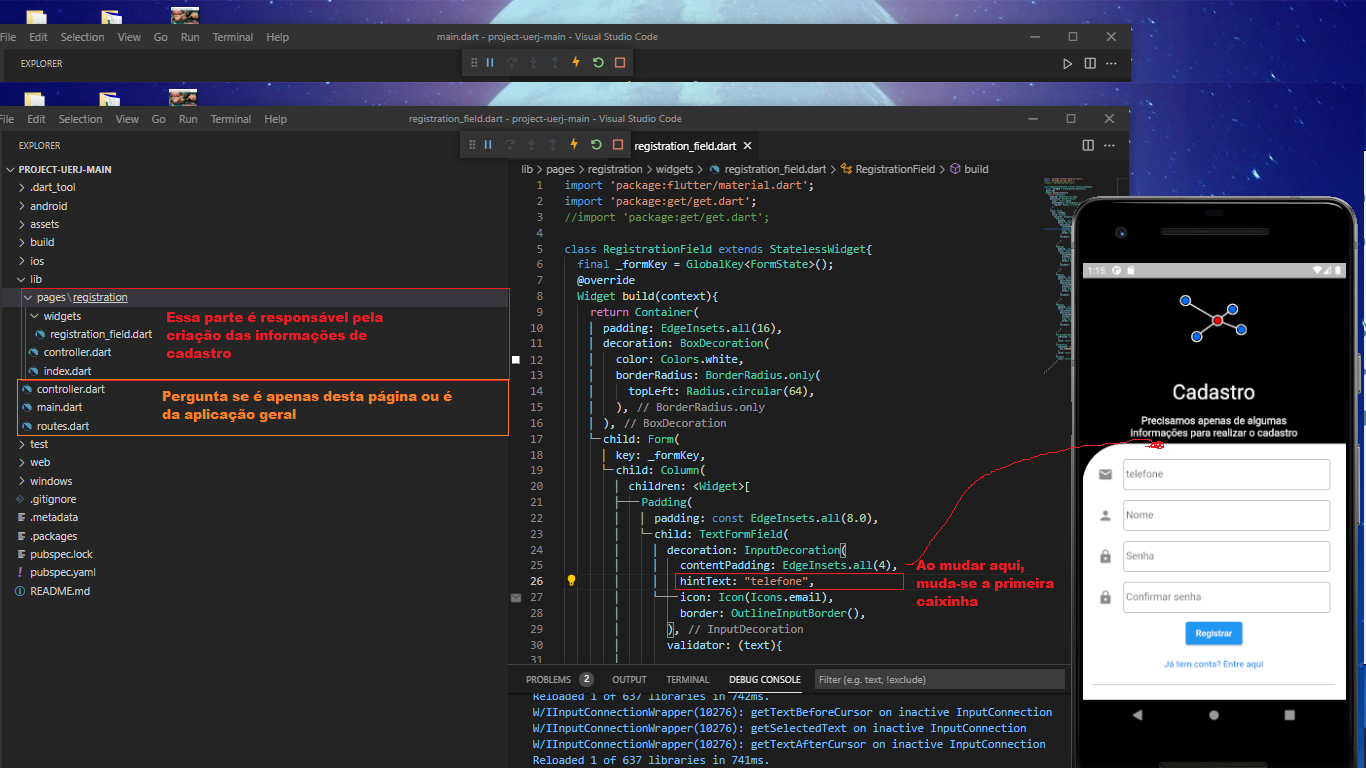 File Edit Selection View Go Run Terminal Help
main.dart - project-uerj-main - Visual Studio Code
EXPLORER
File Edit Selection View Go Run Terminal Help
registration_field.dart - project-uerj-main - Visual Studio Code
EXPLORER
registration_field.dart
PROJECT-UERJ-MAIN
.dart_tool
android
assets
build
ios
lib
pages\registration
widgets
registration_field.dart
controller.dart
index.dart
controller.dart
main.dart
routes.dart
test
web
windows
.gitignore
.metadata
.packages
pubspec.lock
pubspec.yaml
README.md
Essa parte é responsável pela
criação das informações de
cadastro
Pergunta se é apenas desta página ou é
da aplicação geral
lib > pages > registration > widgets > registration_field.dart > RegistrationField > build
1 import 'package:flutter/material.dart';
2 import 'package:get/get.dart';
3 //import 'package:get/get.dart';
4
5 class RegistrationField extends StatelessWidget{
6 final _formKey = GlobalKey<FormState>();
7 @override
8 Widget build(context){
9 return Container(
10 padding: EdgeInsets.all(16),
11 decoration: BoxDecoration(
12 color: Colors.white,
13 borderRadius: BorderRadius.only(
14 topLeft: Radius.circular(64),
15 ), // BorderRadius.only
16 ), // BoxDecoration
17 child: Form(
18 key: _formKey,
19 child: Column(
20 children: <Widget>[
21 Padding(
22 padding: const EdgeInsets.all(8.0),
23 child: TextFormField(
24 decoration: InputDecoration(
25 contentPadding: EdgeInsets.all(4),
26 hintText: "telefone",
27 icon: Icon(Icons.email),
28 border: OutlineInputBorder(),
29 ), // InputDecoration
30 validator: (text){
31
Ao mudar aqui,
muda-se a primeira
caixinha
PROBLEMS 2 OUTPUT TERMINAL DEBUG CONSOLE Filter (e.g. text, !exclude)
Reloaded 1 of 637 libraries in 742ms.
W/IInputConnectionWrapper(10276): getTextBeforeCursor on inactive InputConnection
W/IInputConnectionWrapper(10276): getSelectedText on inactive InputConnection
W/IInputConnectionWrapper(10276): getTextAfterCursor on inactive InputConnection
Reloaded 1 of 637 libraries in 741ms.
1:15
Cadastro
Precisamos apenas de algumas
informações para realizar o cadastro
telefone
Nome
Senha
Confirmar senha
Registrar
Já tem conta? Entre aqui